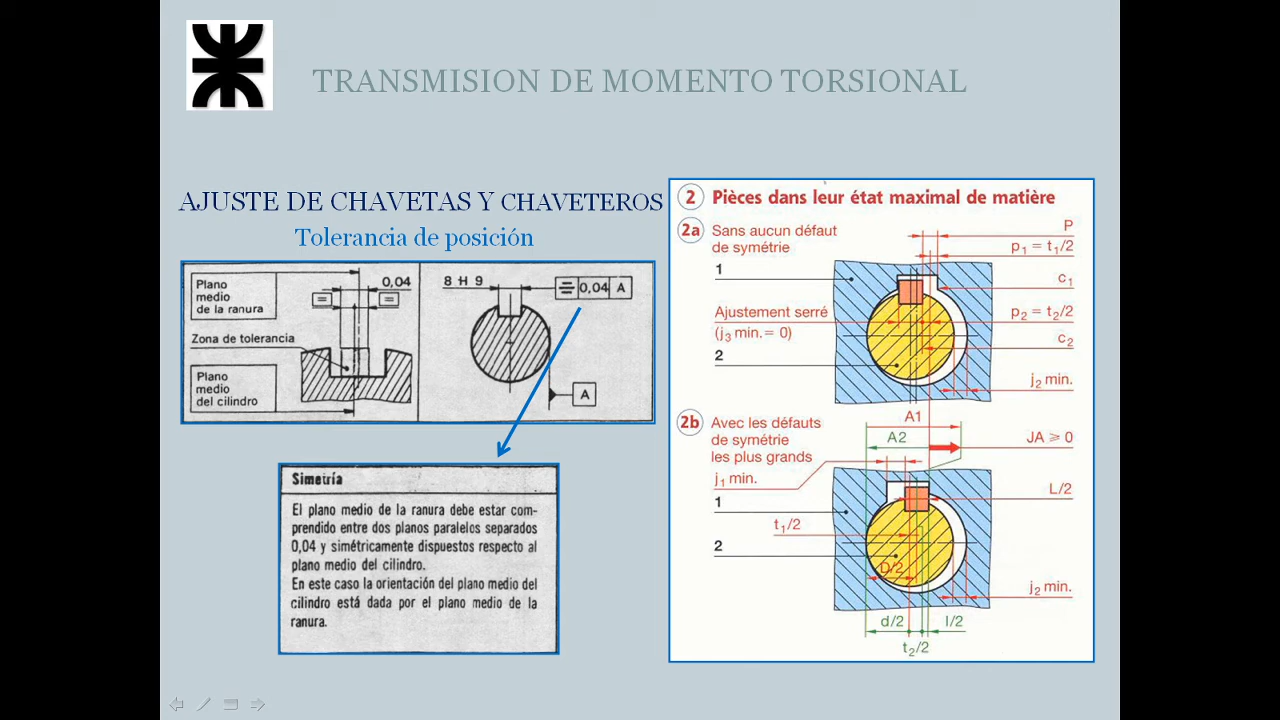 TRANSMISION DE MOMENTO TORSIONAL
AJUSTE DE CHAVETAS Y CHAVETEROS
Tolerancia de posición
Plano
medio
de la ranura
0,04
=
=
Zona de tolerancia
Plano
medio
del cilindro
8 H 9
0,04 A
A
Simetría
El plano medio de la ranura debe estar com-
prendido entre dos planos paralelos separados
0,04 y simétricamente dispuestos respecto al
plano medio del cilindro.
En este caso la orientación del plano medio del
cilindro está dada por el plano medio de la
ranura.
2 Pièces dans leur état maximal de matière
2a Sans aucun défaut
de symétrie
P
p₁ = t₁/2
1
c₁
Ajustement serré
(j₃ min. = 0)
p₂ = t₂/2
2
c₂
j₂ min.
2b Avec les défauts
de symétrie
les plus grands
A1
A2
JA ⩾ 0
j₁ min.
L/2
1
t₁/2
2
D/2
j₂ min.
d/2
l/2
t₂/2